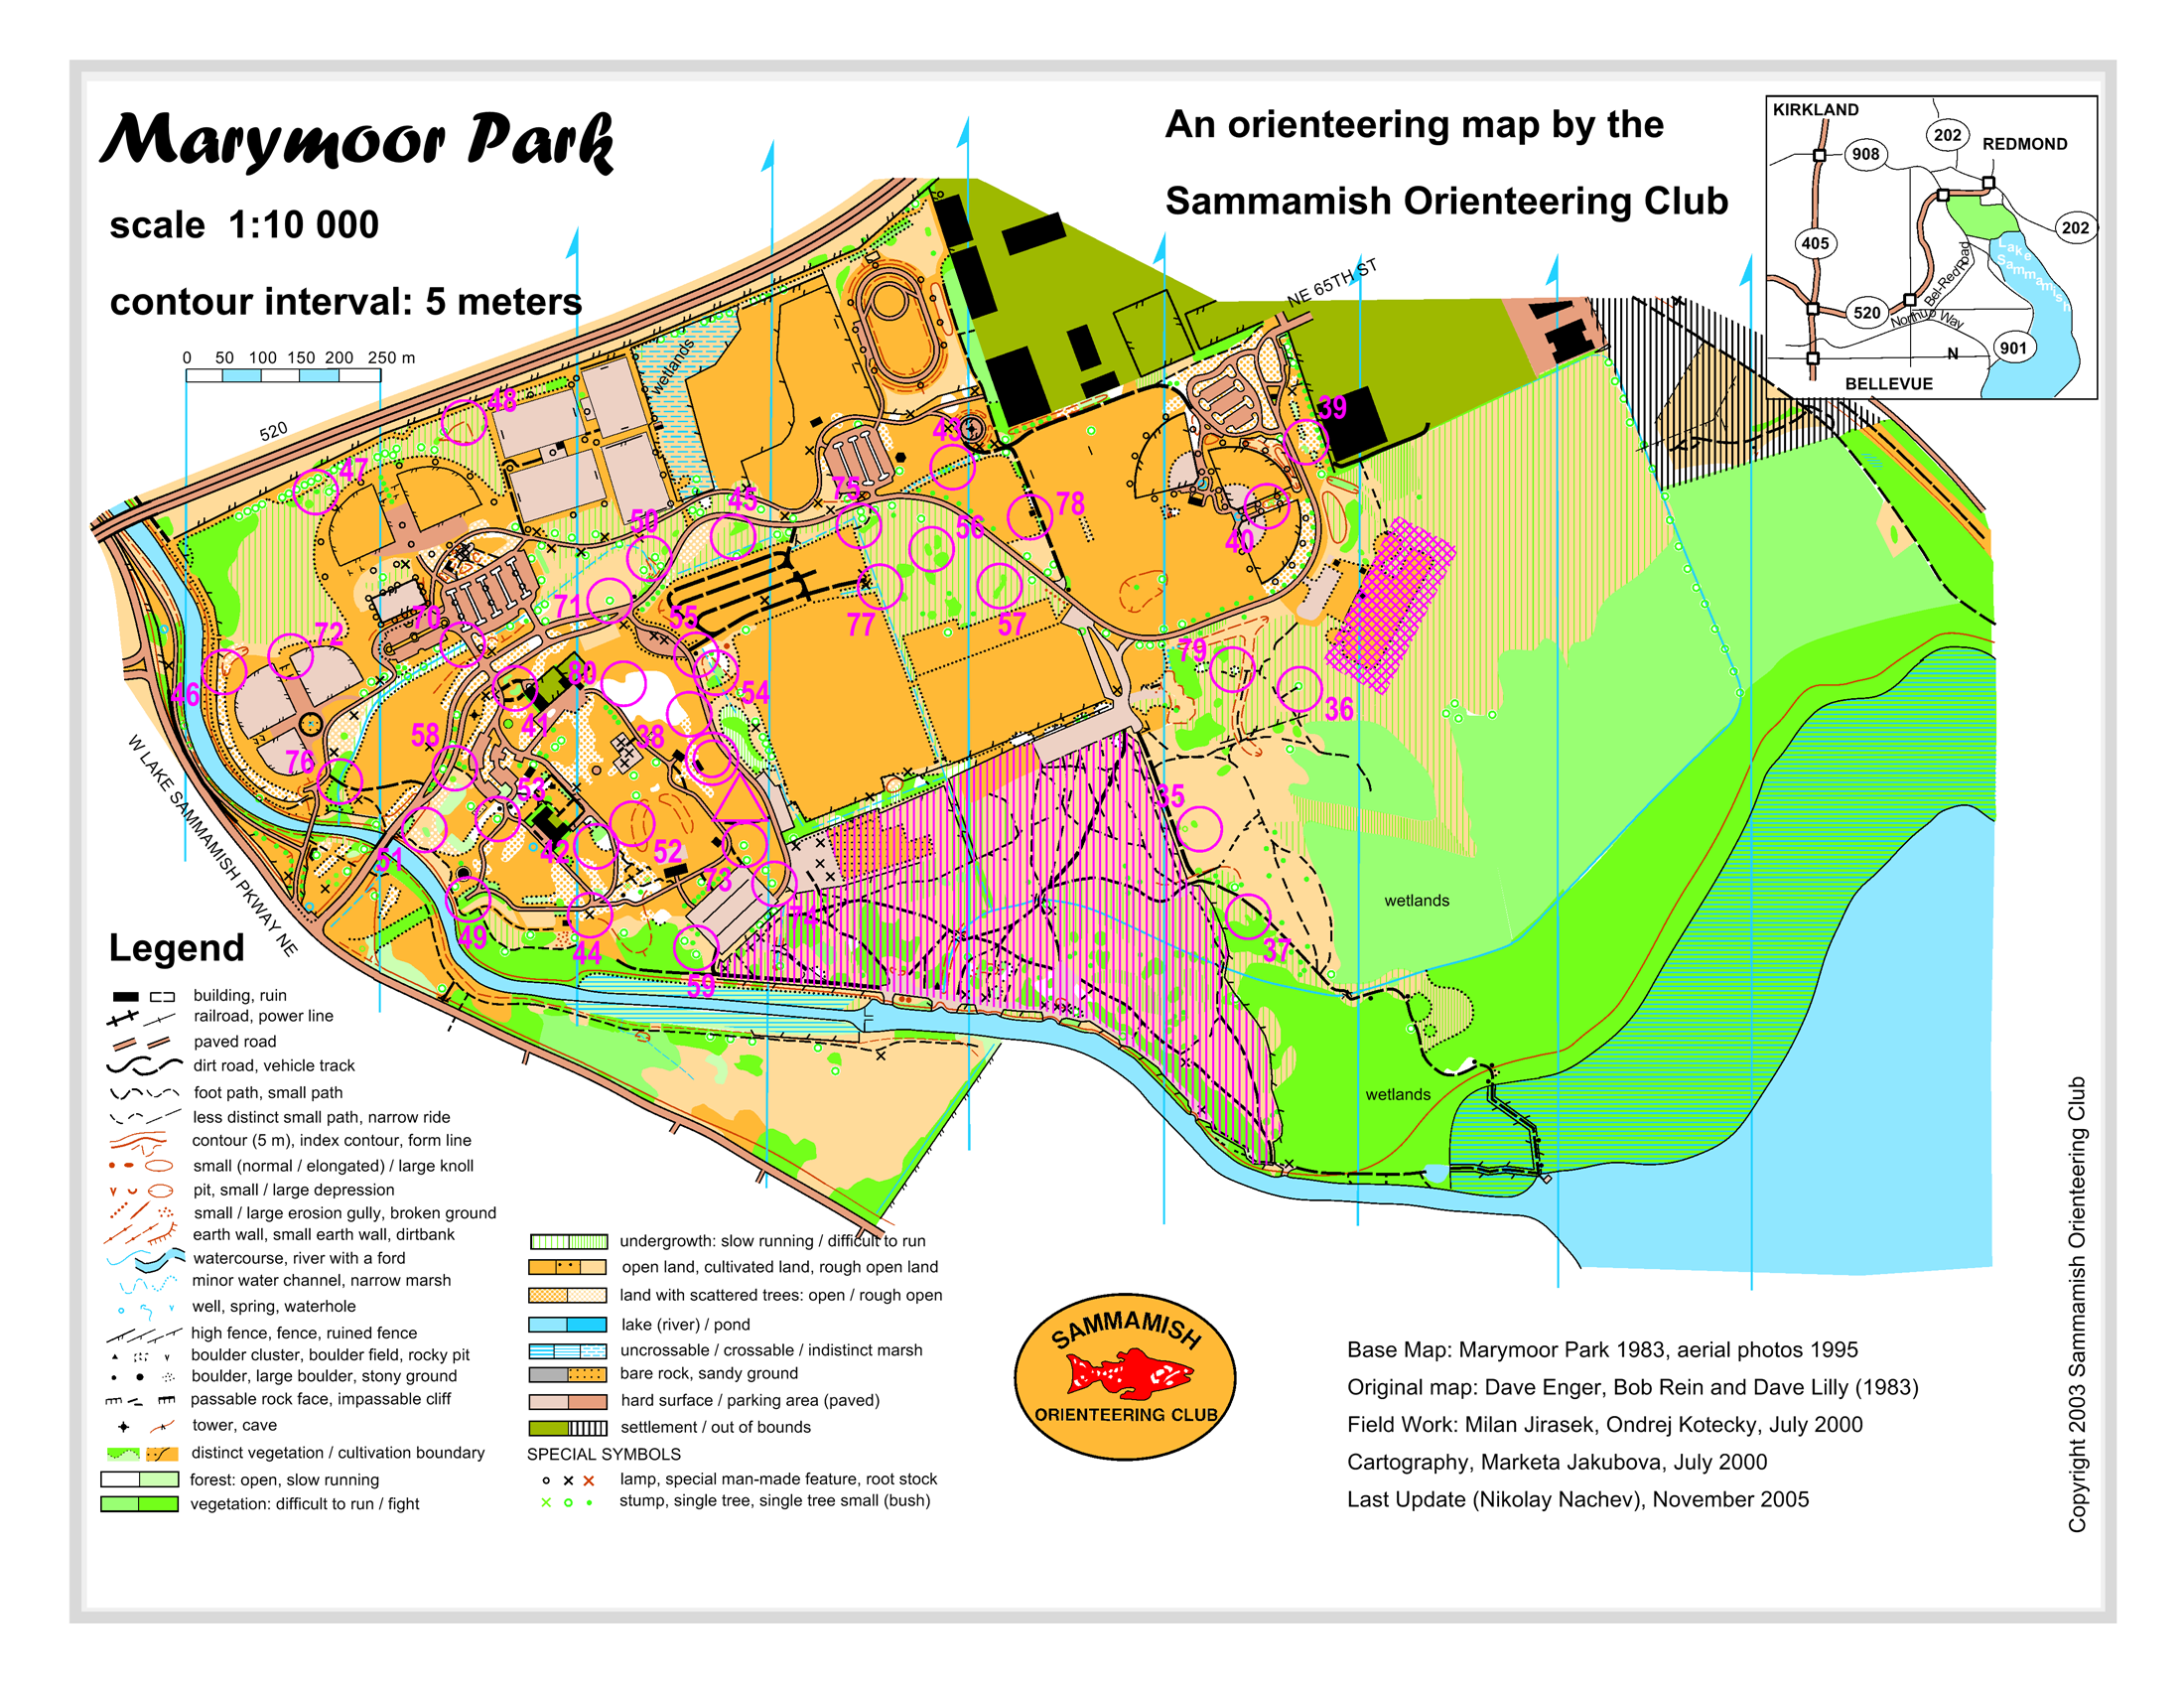 Marymoor Park
scale 1:10 000
contour interval: 5 meters
0 50 100 150 200 250 m
An orienteering map by the
Sammamish Orienteering Club
KIRKLAND
202
REDMOND
908
202
405
Lake Sammamish
Bel-Red Road
520
Northup Way
901
N
BELLEVUE
NE 65TH ST
520
wetlands
W LAKE SAMMAMISH PKWAY NE
wetlands
wetlands
48
47
39
43
45
75
50
56
78
40
71
77
57
55
70
72
46
80
54
79
36
41
58
38
76
53
35
51
42
52
73
74
49
44
59
37
Legend
building, ruin
railroad, power line
paved road
dirt road, vehicle track
foot path, small path
less distinct small path, narrow ride
contour (5 m), index contour, form line
small (normal / elongated) / large knoll
pit, small / large depression
small / large erosion gully, broken ground
earth wall, small earth wall, dirtbank
watercourse, river with a ford
minor water channel, narrow marsh
well, spring, waterhole
high fence, fence, ruined fence
boulder cluster, boulder field, rocky pit
boulder, large boulder, stony ground
passable rock face, impassable cliff
tower, cave
distinct vegetation / cultivation boundary
forest: open, slow running
vegetation: difficult to run / fight
undergrowth: slow running / difficult to run
open land, cultivated land, rough open land
land with scattered trees: open / rough open
lake (river) / pond
uncrossable / crossable / indistinct marsh
bare rock, sandy ground
hard surface / parking area (paved)
settlement / out of bounds
SPECIAL SYMBOLS
lamp, special man-made feature, root stock
stump, single tree, single tree small (bush)
SAMMAMISH
ORIENTEERING CLUB
Base Map: Marymoor Park 1983, aerial photos 1995
Original map: Dave Enger, Bob Rein and Dave Lilly (1983)
Field Work: Milan Jirasek, Ondrej Kotecky, July 2000
Cartography, Marketa Jakubova, July 2000
Last Update (Nikolay Nachev), November 2005
Copyright 2003 Sammamish Orienteering Club